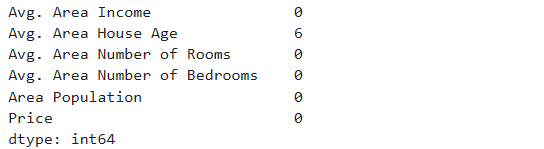 Avg. Area Income 0
Avg. Area House Age 6
Avg. Area Number of Rooms 0
Avg. Area Number of Bedrooms 0
Area Population 0
Price 0
dtype: int64